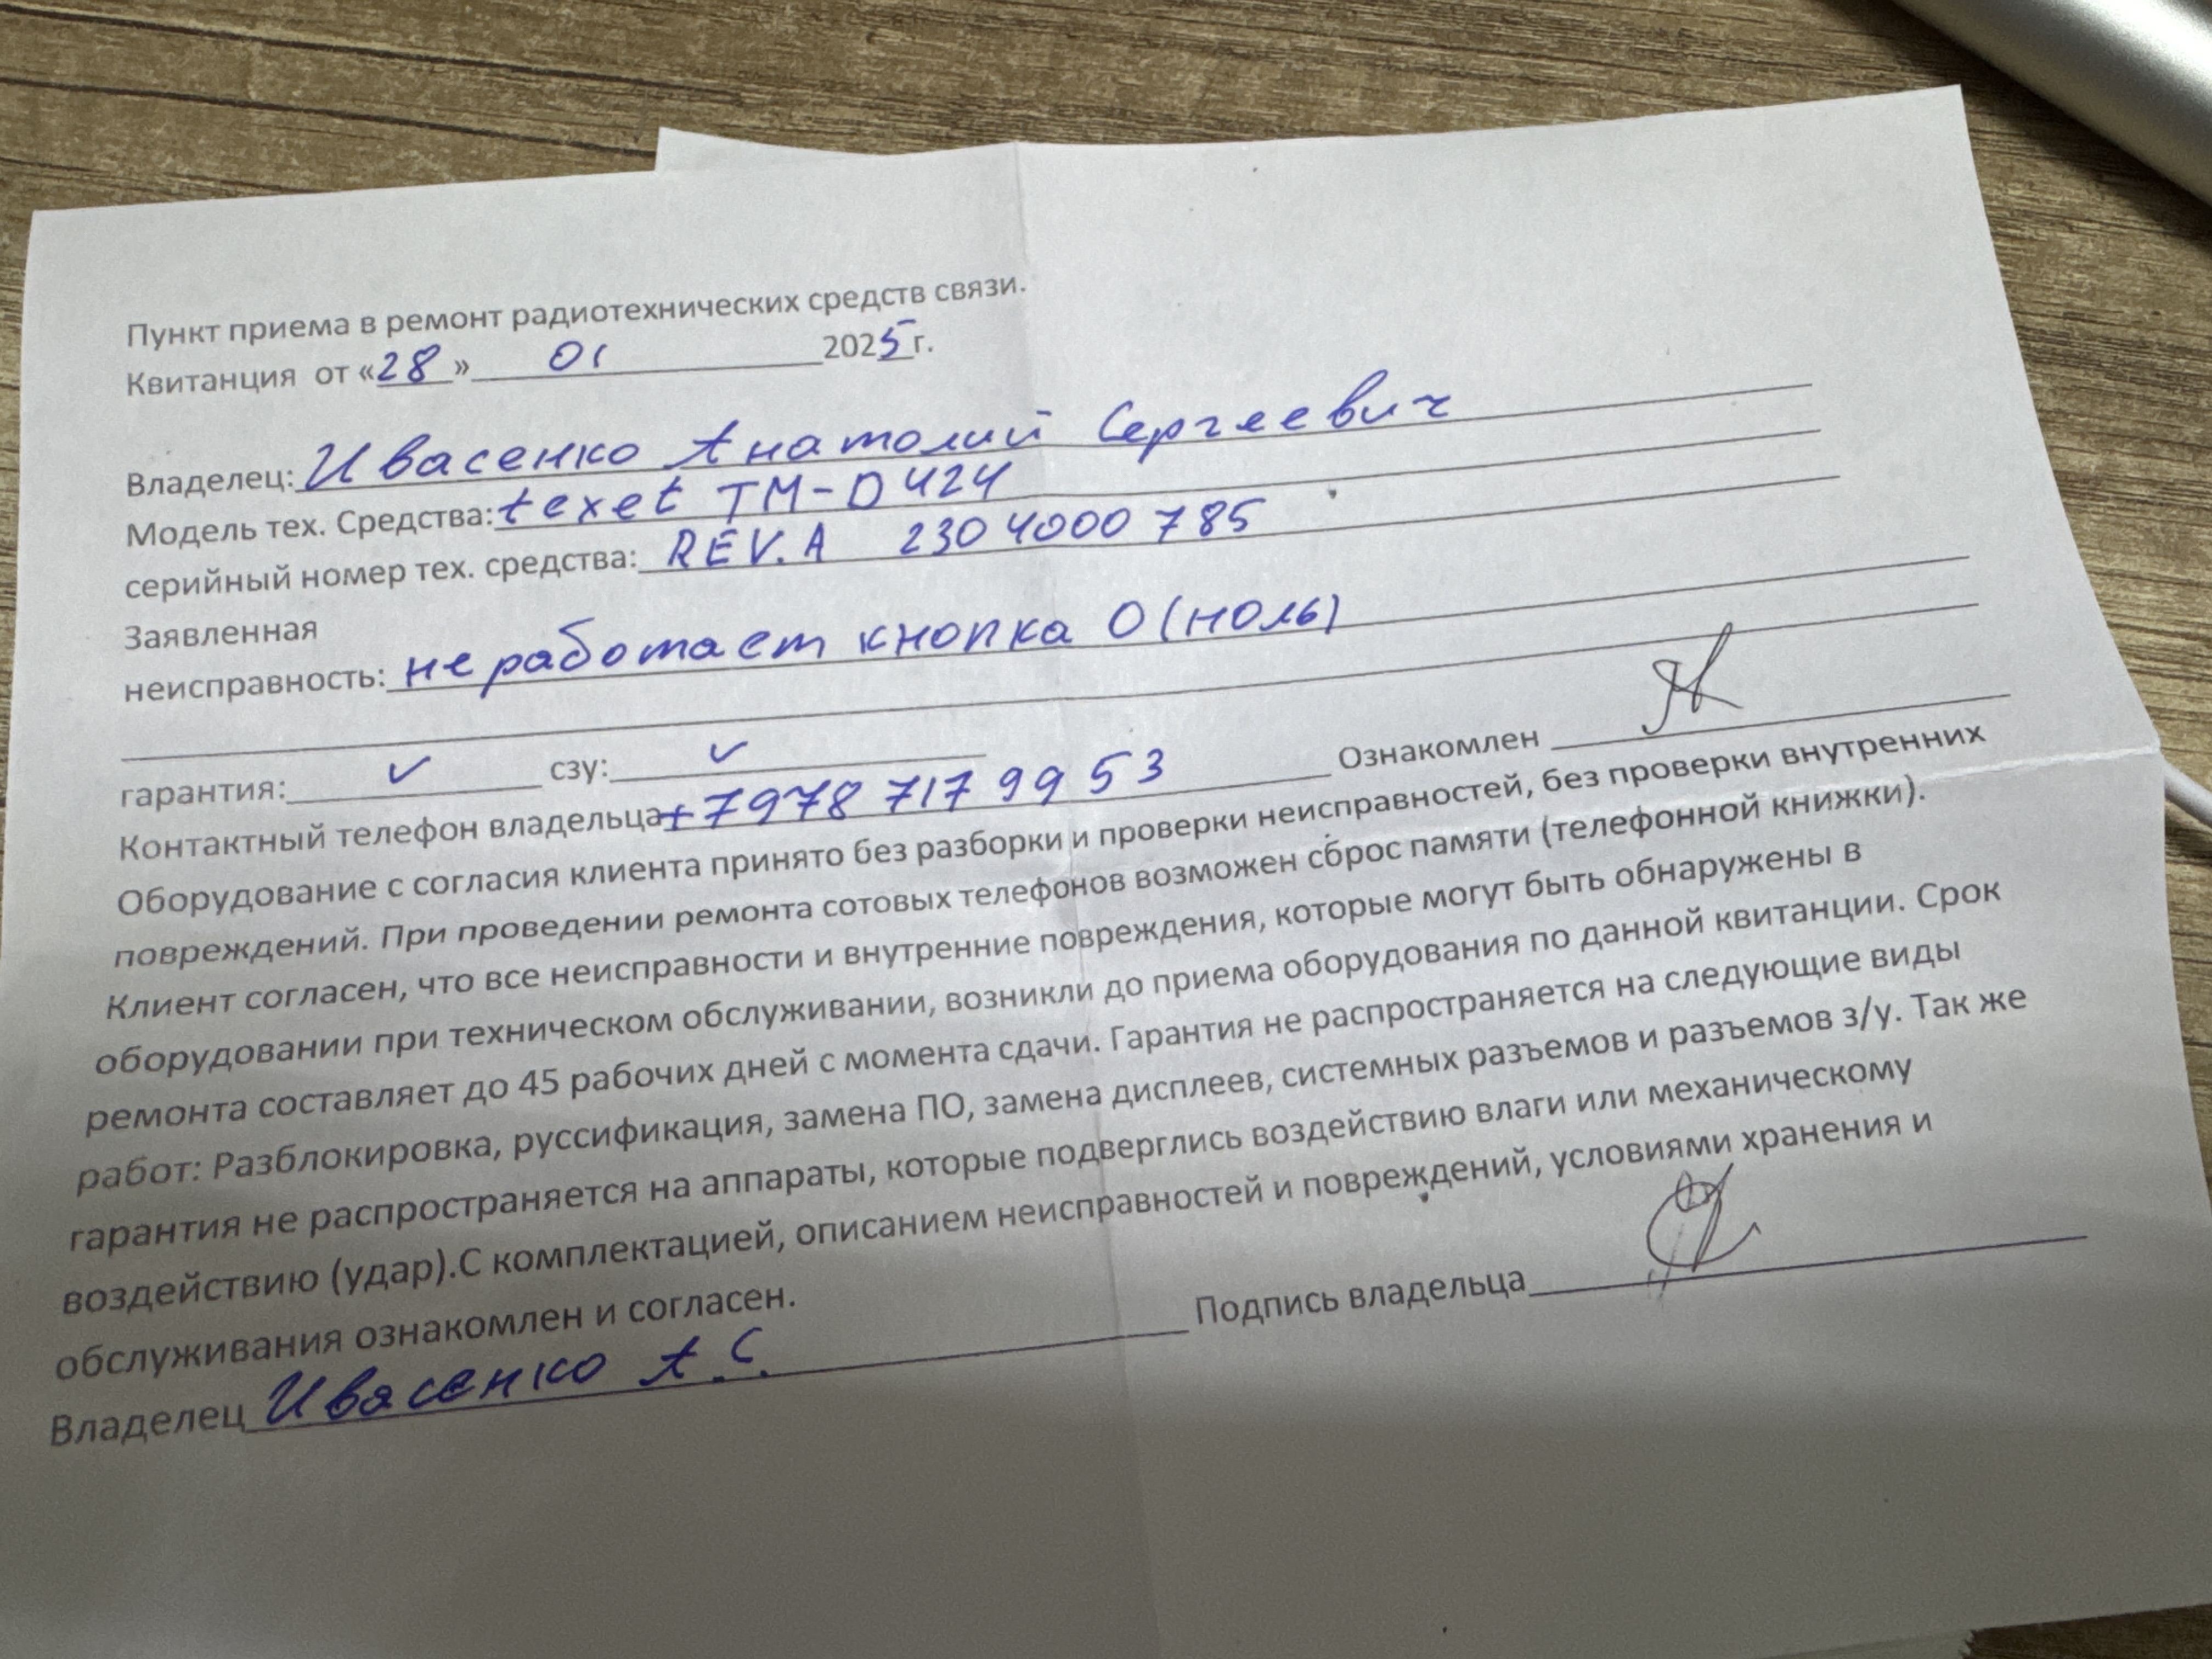 Пункт приема в ремонт радиотехнических средств связи.
Квитанция от «28» 01 2025г.
Владелец: Ивасенко Анатолий Сергеевич
Модель тех. Средства: texet TM-D424
серийный номер тех. средства: REV.A 2304000785
Заявленная
неисправность: не работает кнопка 0 (ноль)
гарантия: ✓ сзу: ✓
Контактный телефон владельца +7978 717 99 53 Ознакомлен
Оборудование с согласия клиента принято без разборки и проверки неисправностей, без проверки внутренних
повреждений. При проведении ремонта сотовых телефонов возможен сброс памяти (телефонной книжки).
Клиент согласен, что все неисправности и внутренние повреждения, которые могут быть обнаружены в
оборудовании при техническом обслуживании, возникли до приема оборудования по данной квитанции. Срок
ремонта составляет до 45 рабочих дней с момента сдачи. Гарантия не распространяется на следующие виды
работ: Разблокировка, руссификация, замена ПО, замена дисплеев, системных разъемов и разъемов з/у. Так же
гарантия не распространяется на аппараты, которые подверглись воздействию влаги или механическому
воздействию (удар).С комплектацией, описанием неисправностей и повреждений, условиями хранения и
обслуживания ознакомлен и согласен.
Владелец Ивасенко А.С. Подпись владельца